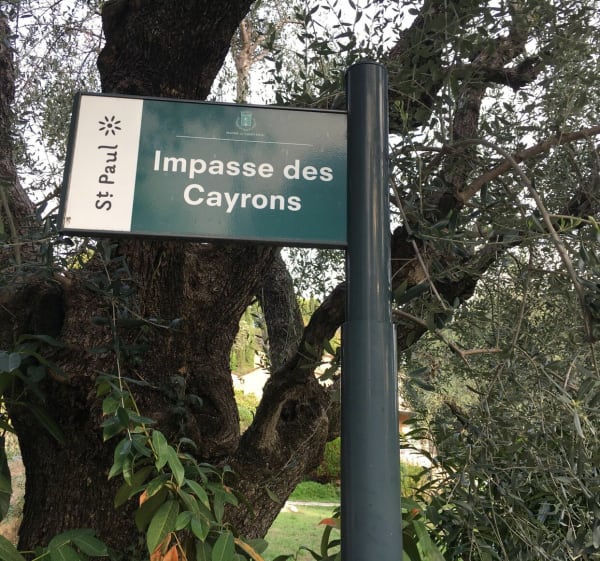 St Paul
Impasse des
Cayrons